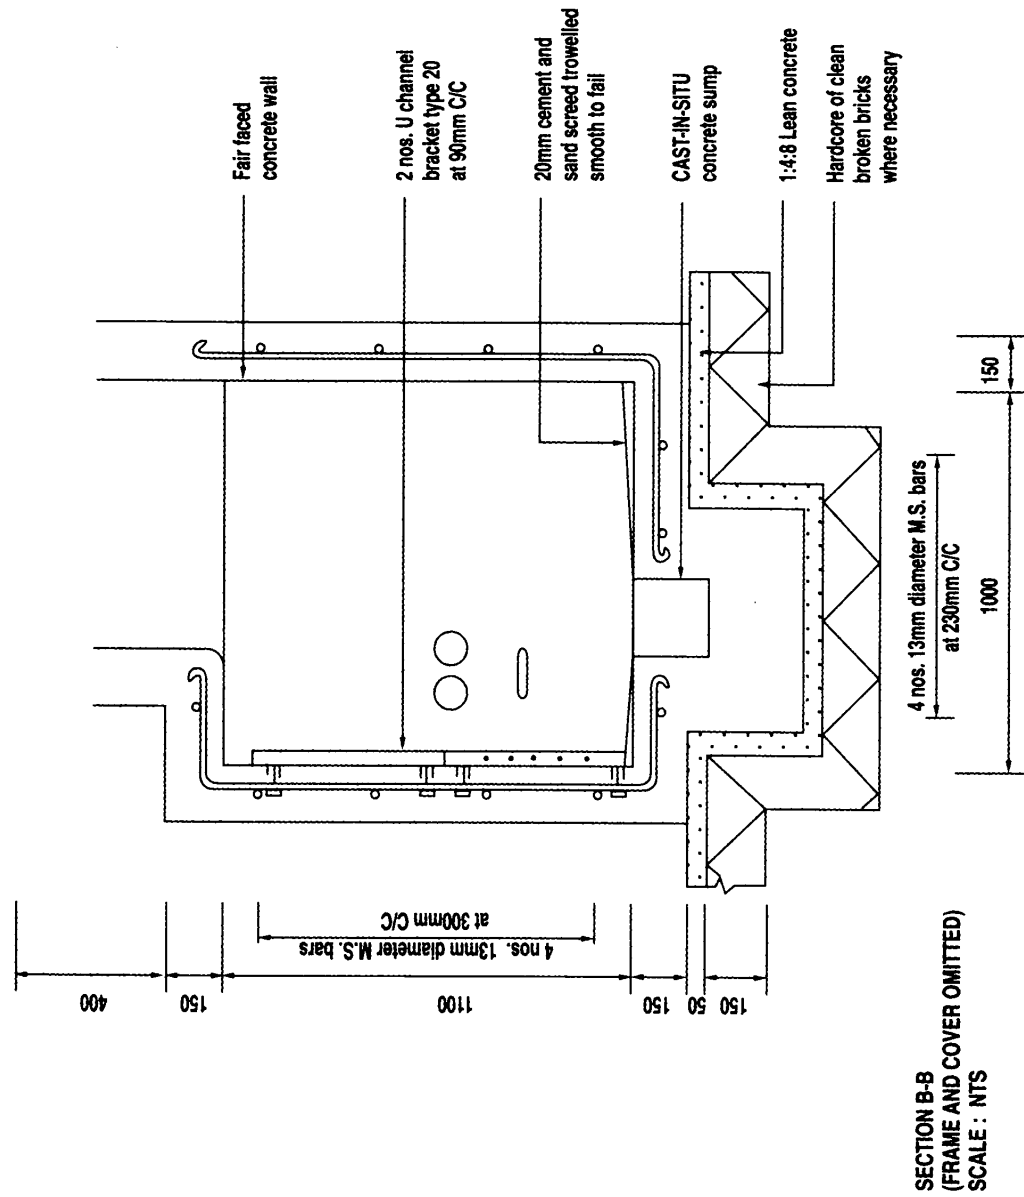 Fair faced
concrete wall
2 nos. U channel
bracket type 20
at 90mm C/C
20mm cement and
sand screed trowelled
smooth to fail
CAST-IN-SITU
concrete sump
1:4:8 Lean concrete
Hardcore of clean
broken bricks
where necessary
400
150
1100
150
50
150
4 nos. 13mm diameter M.S. bars
at 300mm C/C
4 nos. 13mm diameter M.S. bars
at 230mm C/C
1000
150
SECTION B-B
(FRAME AND COVER OMITTED)
SCALE : NTS